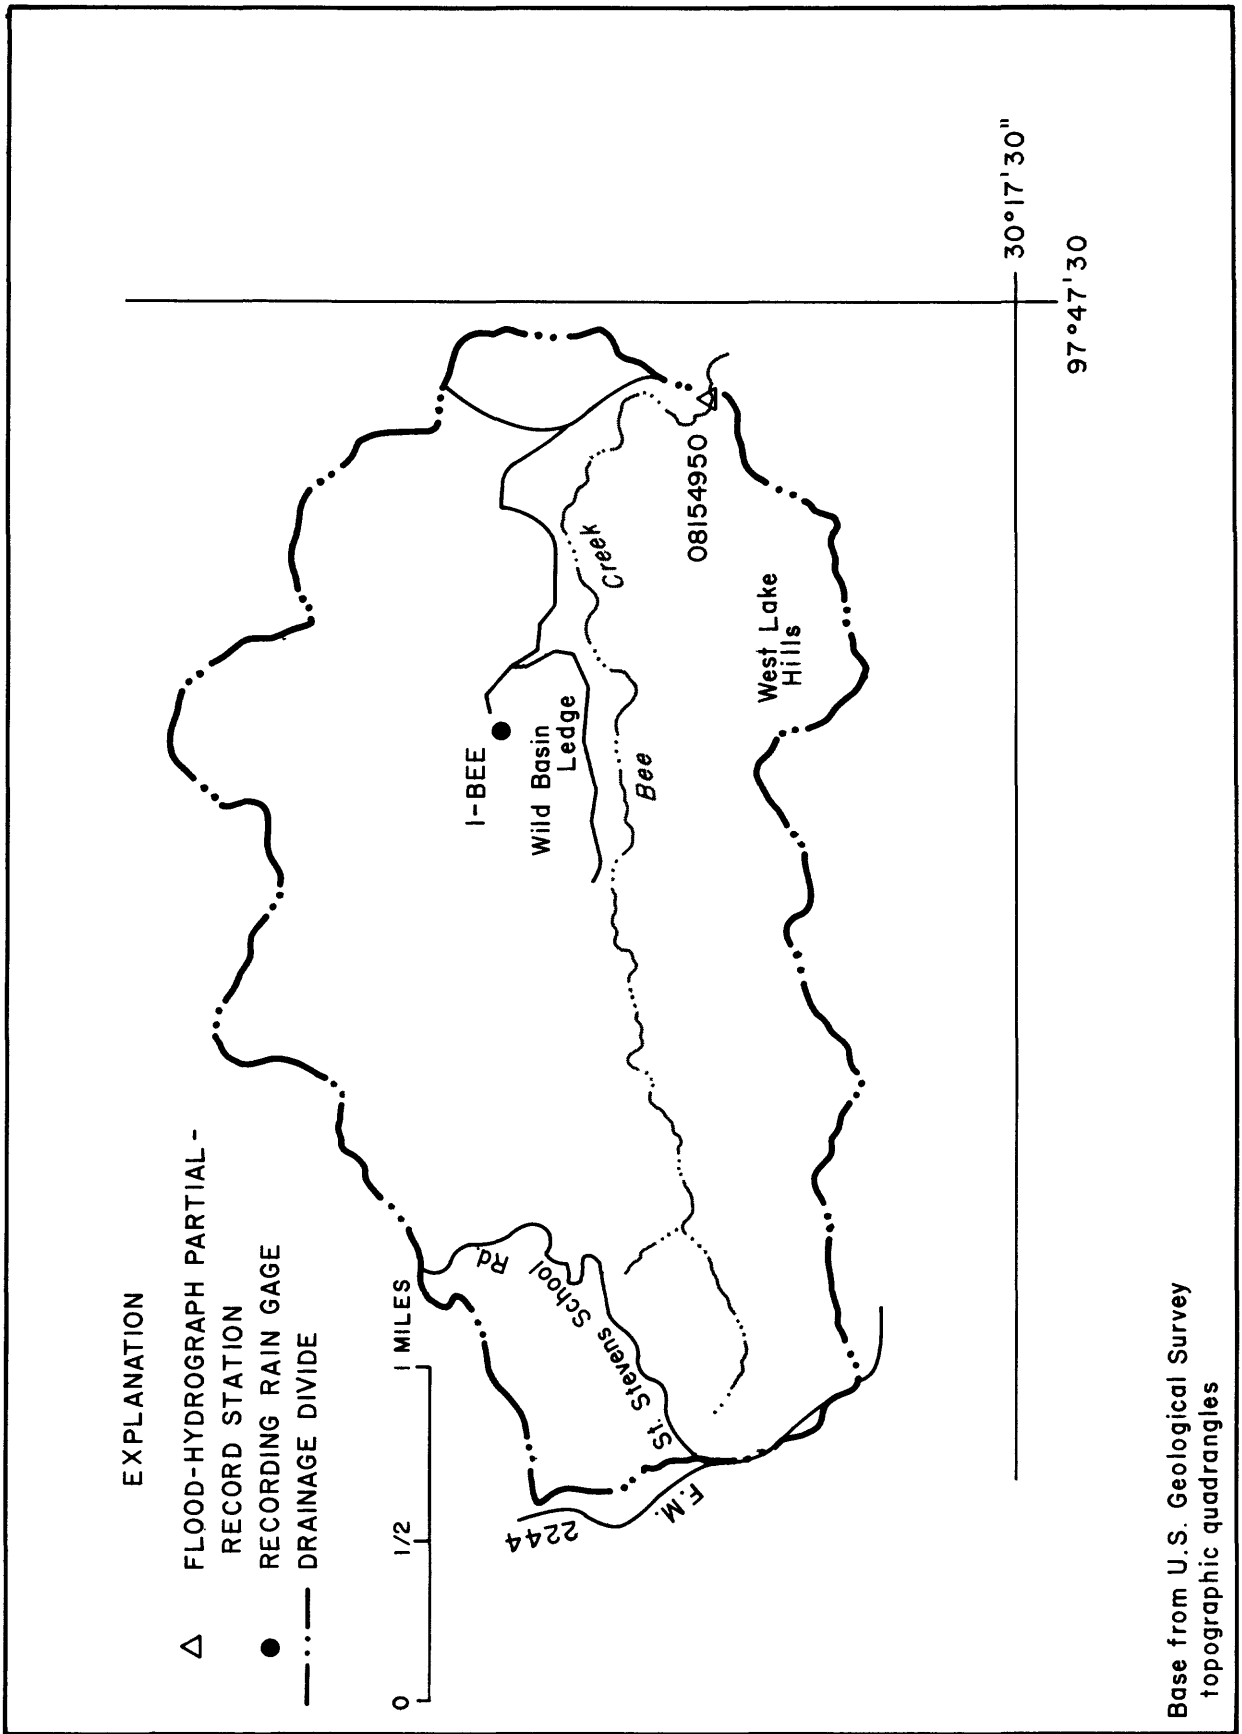 EXPLANATION
FLOOD-HYDROGRAPH PARTIAL-
RECORD STATION
RECORDING RAIN GAGE
DRAINAGE DIVIDE
0 1/2 1 MILES
2244
F.M.
St. Stevens School Rd.
1-BEE
Wild Basin
Ledge
Bee Creek
08154950
West Lake
Hills
30°17'30"
97°47'30
Base from U.S. Geological Survey
topographic quadrangles